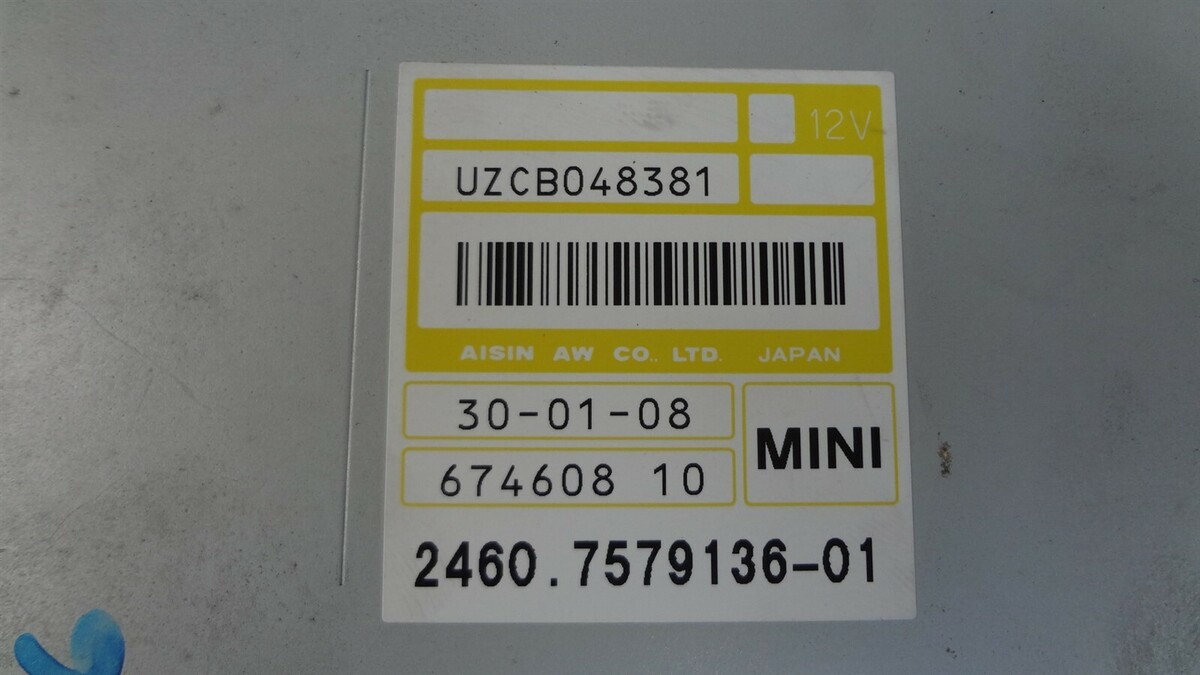 12V
UZCB048381
AISIN AW CO., LTD. JAPAN
30-01-08
MINI
674608 10
2460.7579136-01